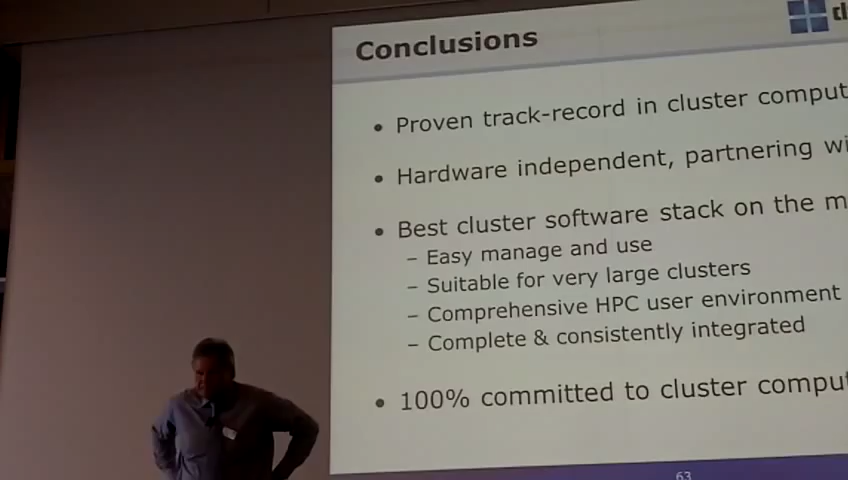 Conclusions
• Proven track-record in cluster comput
• Hardware independent, partnering wi
• Best cluster software stack on the m
– Easy manage and use
– Suitable for very large clusters
– Comprehensive HPC user environment
– Complete & consistently integrated
• 100% committed to cluster comput
63